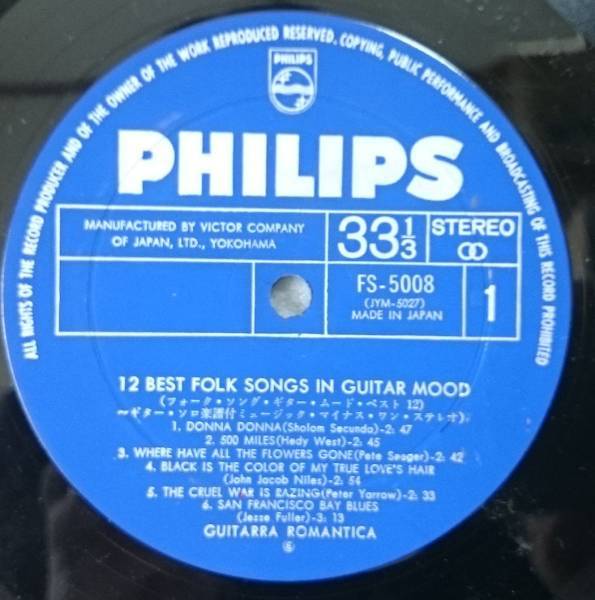 ALL RIGHTS OF THE RECORD PRODUCER AND OF THE OWNER OF THE WORK REPRODUCED RESERVED. COPYING, PUBLIC PERFORMANCE AND BROADCASTING OF THIS RECORD PROHIBITED
PHILIPS
PHILIPS
MANUFACTURED BY VICTOR COMPANY
OF JAPAN, LTD., YOKOHAMA
33 1/3
STEREO
FS-5008
(JYM-5027)
MADE IN JAPAN
1
12 BEST FOLK SONGS IN GUITAR MOOD
(フォーク・ソング・ギター・ムード・ベスト 12)
〜ギター・ソロ楽譜付ミュージック・マイナス・ワン・ステレオ)
1. DONNA DONNA(Sholom Secunda)-2: 47
2. 500 MILES(Hedy West)-2: 45
3. WHERE HAVE ALL THE FLOWERS GONE(Pete Seager)-2: 42
4. BLACK IS THE COLOR OF MY TRUE LOVE'S HAIR
(John Jacob Niles)-2: 54
5. THE CRUEL WAR IS RAZING(Peter Yarrow)-2: 33
6. SAN FRANCISCO BAY BLUES
(Jesse Fuller)-3: 13
GUITARRA ROMANTICA